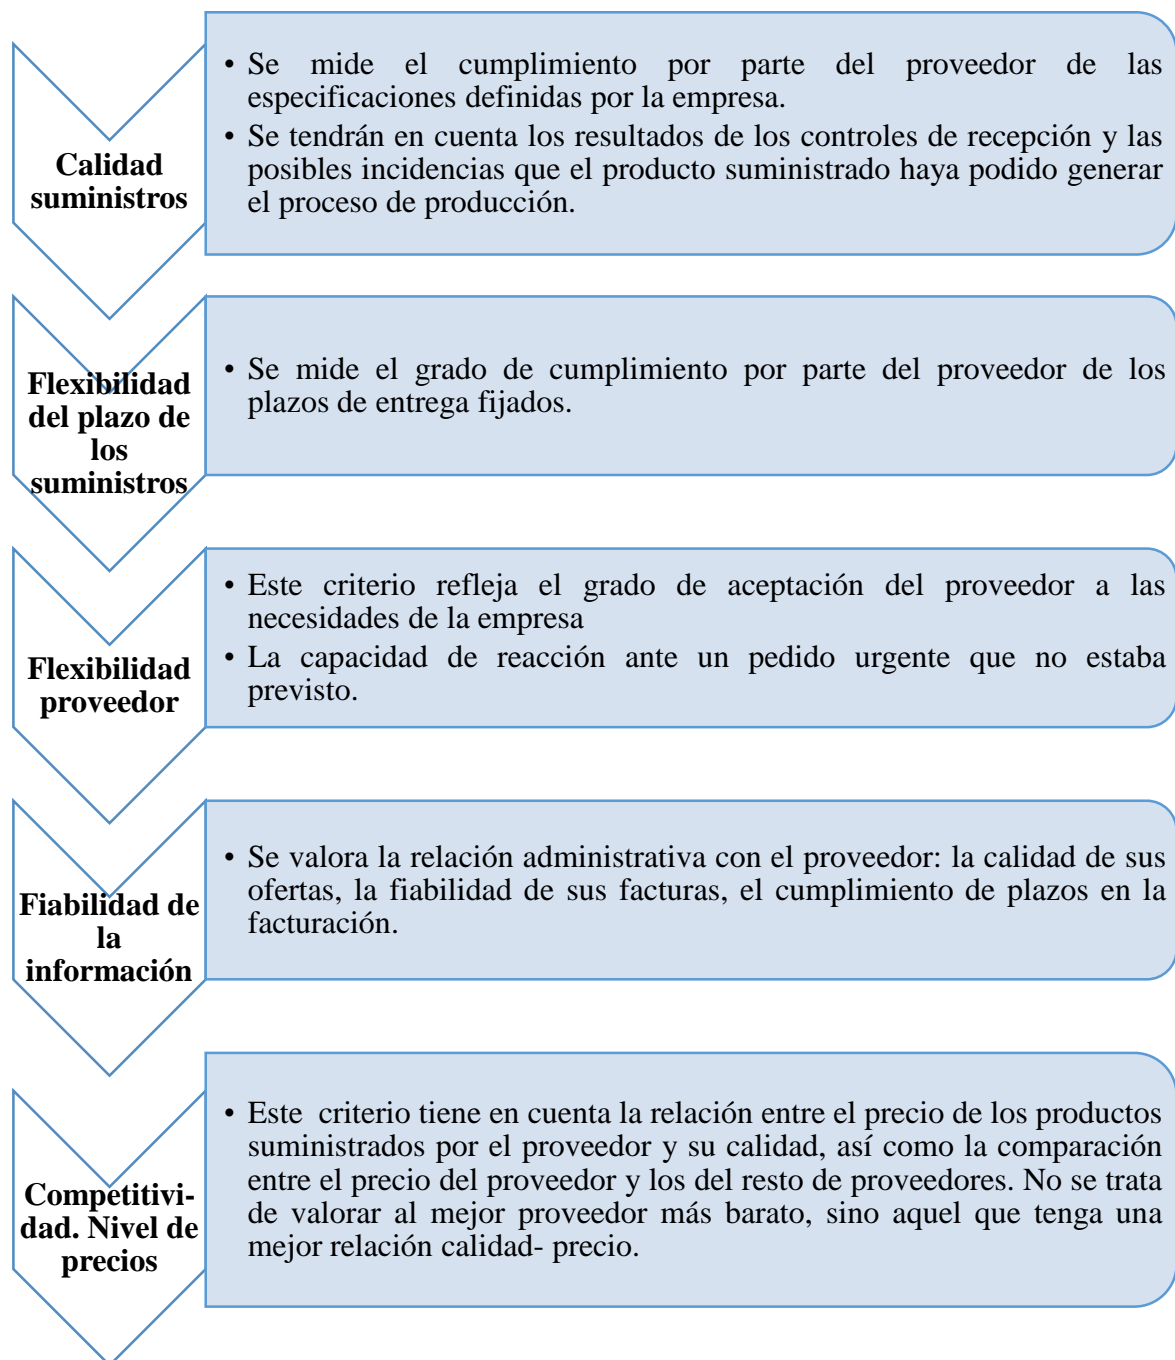 Calidad
suministros
• Se mide el cumplimiento por parte del proveedor de las
especificaciones definidas por la empresa.
• Se tendrán en cuenta los resultados de los controles de recepción y las
posibles incidencias que el producto suministrado haya podido generar
el proceso de producción.
Flexibilidad
del plazo de
los
suministros
• Se mide el grado de cumplimiento por parte del proveedor de los
plazos de entrega fijados.
Flexibilidad
proveedor
• Este criterio refleja el grado de aceptación del proveedor a las
necesidades de la empresa
• La capacidad de reacción ante un pedido urgente que no estaba
previsto.
Fiabilidad de
la
información
• Se valora la relación administrativa con el proveedor: la calidad de sus
ofertas, la fiabilidad de sus facturas, el cumplimiento de plazos en la
facturación.
Competitivi-
dad. Nivel de
precios
• Este criterio tiene en cuenta la relación entre el precio de los productos
suministrados por el proveedor y su calidad, así como la comparación
entre el precio del proveedor y los del resto de proveedores. No se trata
de valorar al mejor proveedor más barato, sino aquel que tenga una
mejor relación calidad- precio.